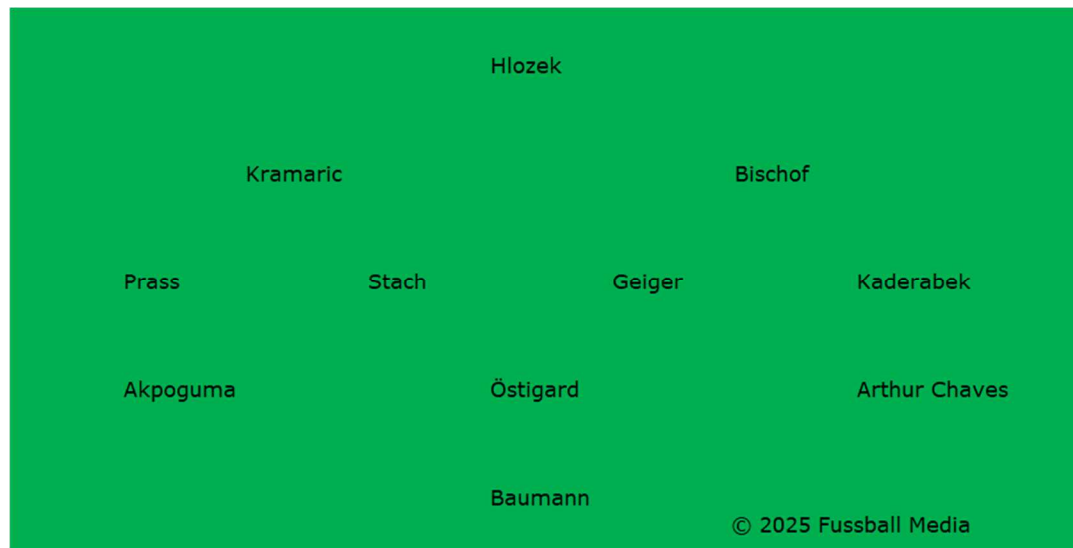 Hlozek
Kramaric Bischof
Prass Stach Geiger Kaderabek
Akpoguma Östigard Arthur Chaves
Baumann
© 2025 Fussball Media